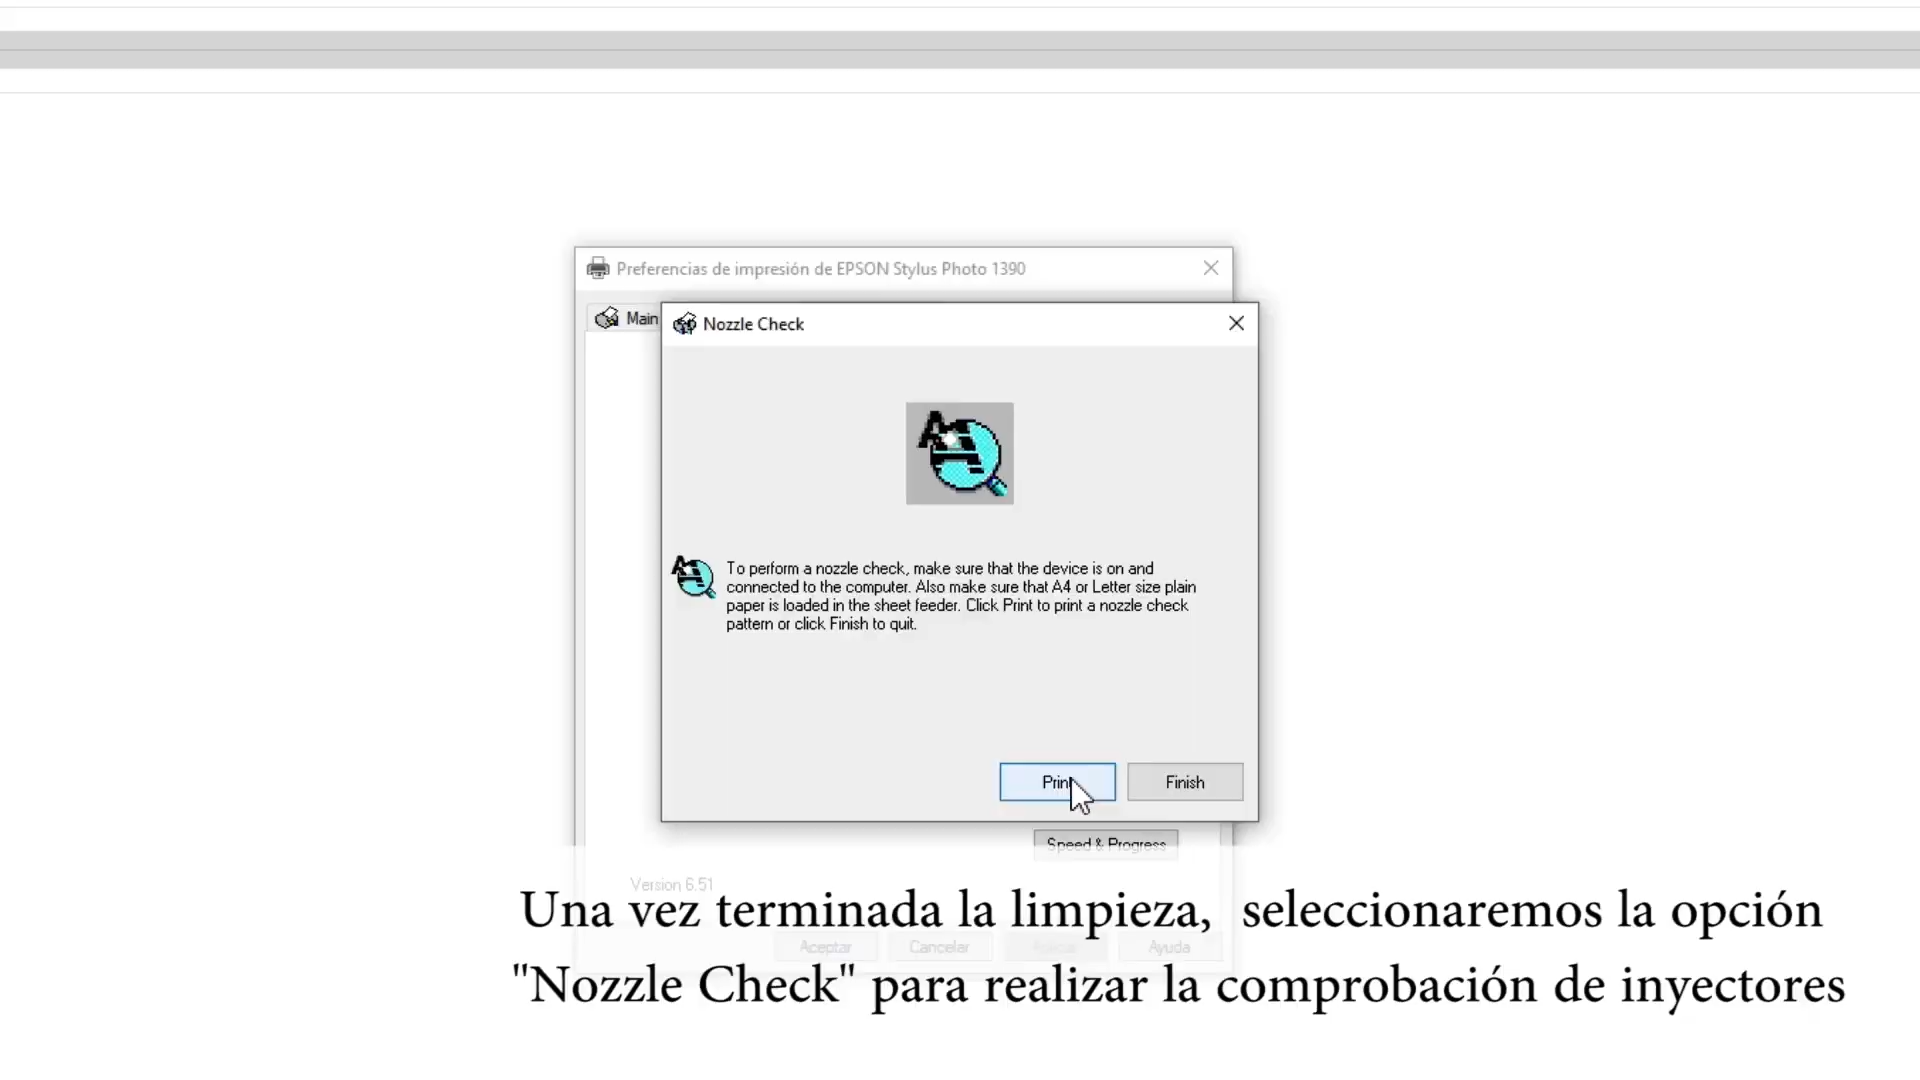 Preferencias de impresión de EPSON Stylus Photo 1390
Main
Nozzle Check
To perform a nozzle check, make sure that the device is on and
connected to the computer. Also make sure that A4 or Letter size plain
paper is loaded in the sheet feeder. Click Print to print a nozzle check
pattern or click Finish to quit.
Print
Finish
Speed & Progress
Version 6.51
Una vez terminada la limpieza, seleccionaremos la opción
Aceptar Cancelar Ayuda
"Nozzle Check" para realizar la comprobación de inyectores